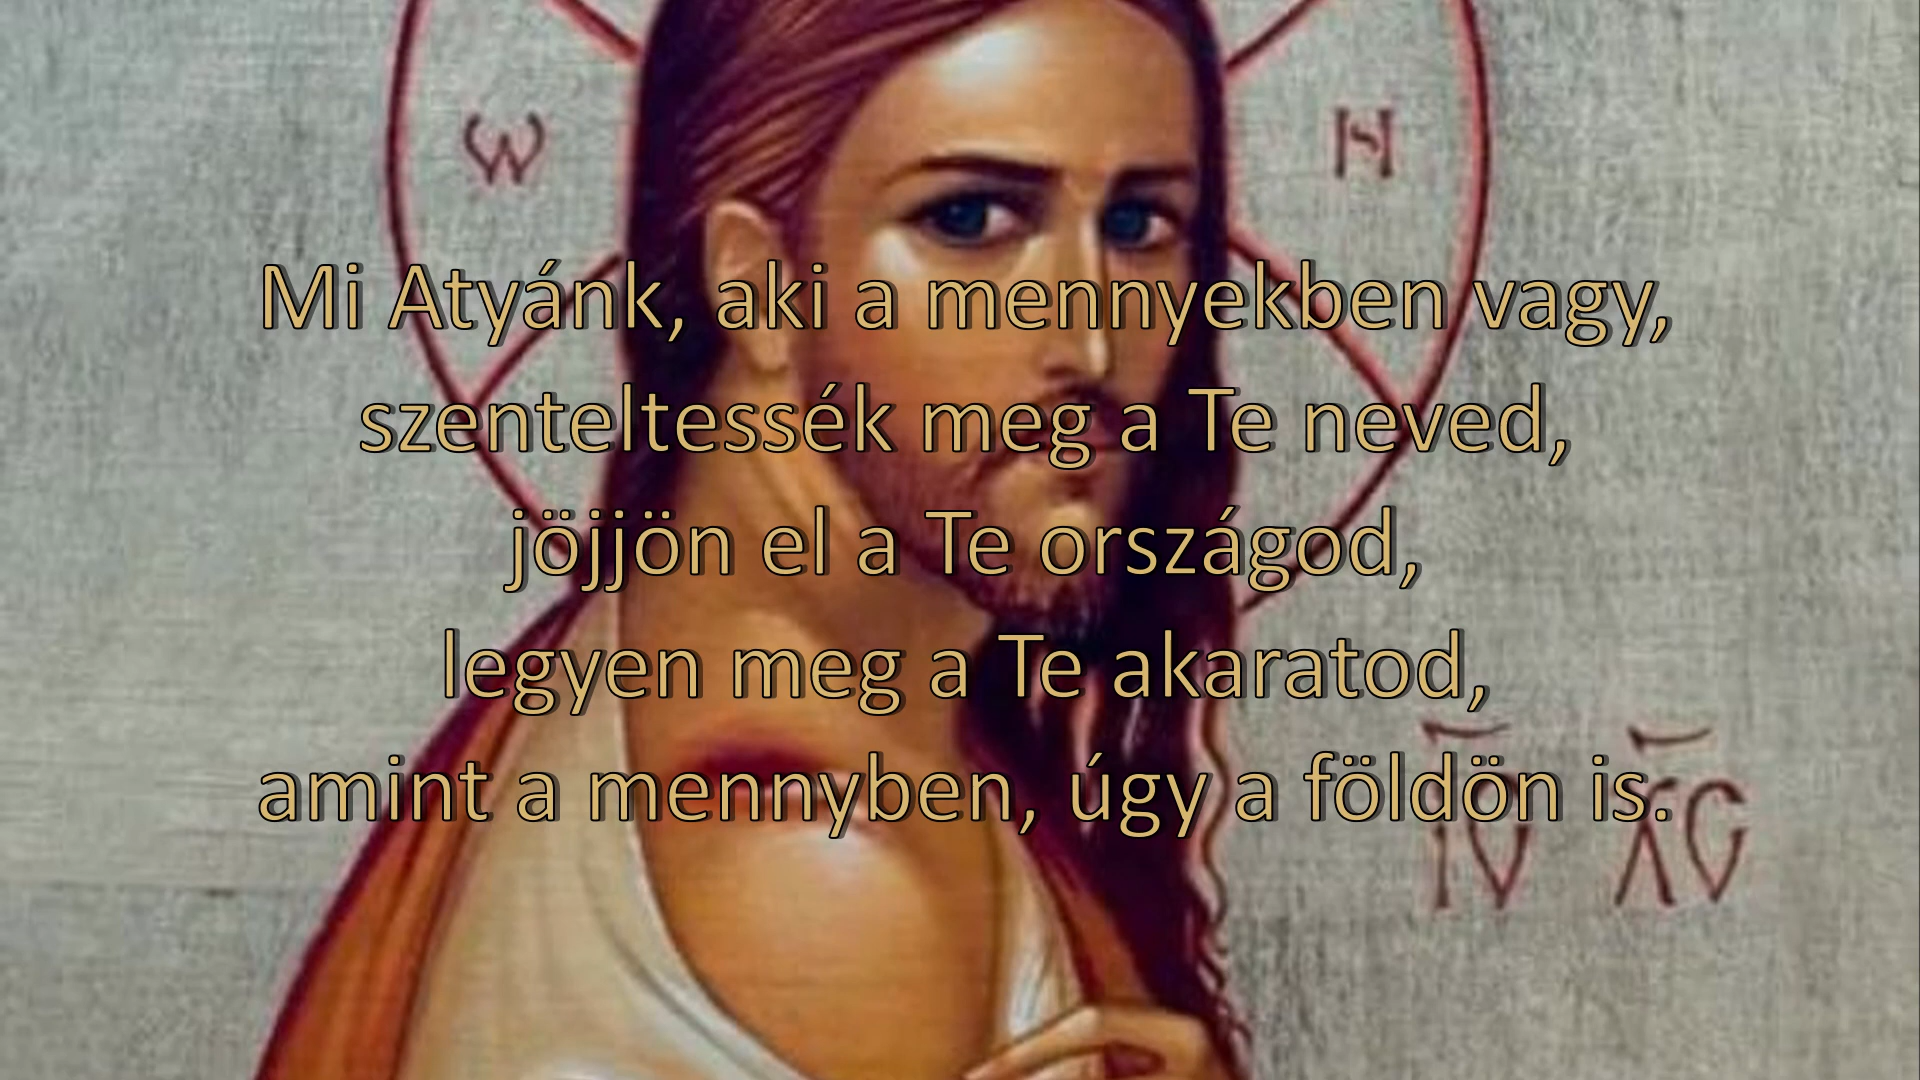 ω Н
Mi Atyánk, aki a mennyekben vagy,
szenteltessék meg a Te neved,
jöjjön el a Te országod,
legyen meg a Te akaratod,
amint a mennyben, úgy a földön is.